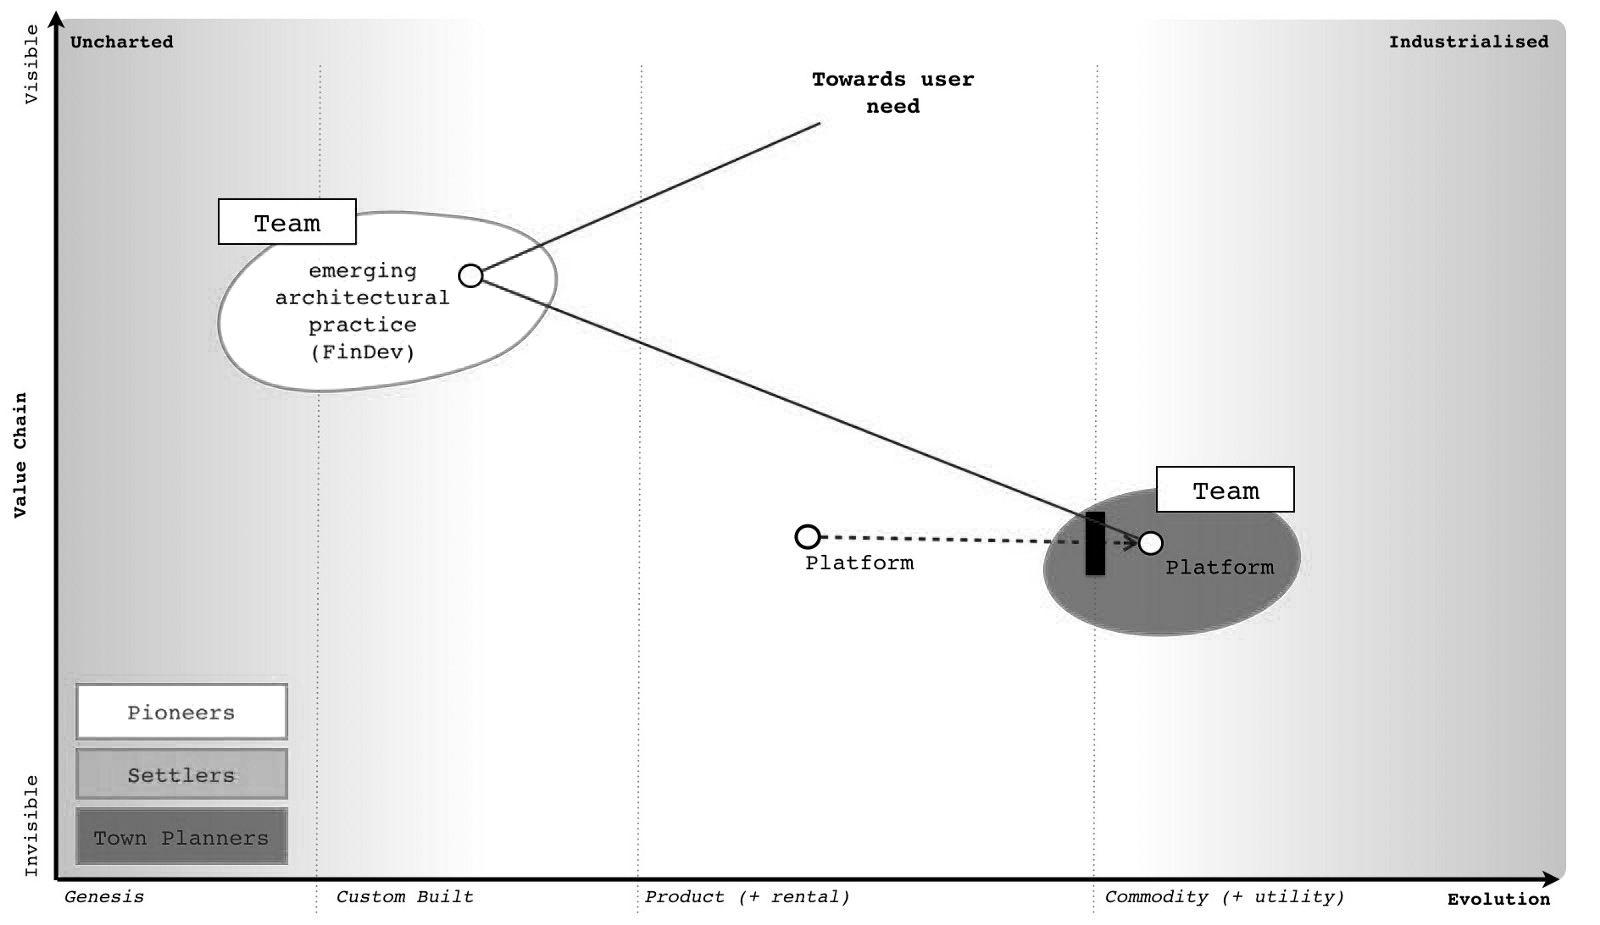 Visible
Uncharted
Industrialised
Towards user
need
Team
emerging
architectural
practice
(FinDev)
Value Chain
Team
Platform
Platform
Pioneers
Settlers
Town Planners
Invisible
Genesis
Custom Built
Product (+ rental)
Commodity (+ utility)
Evolution